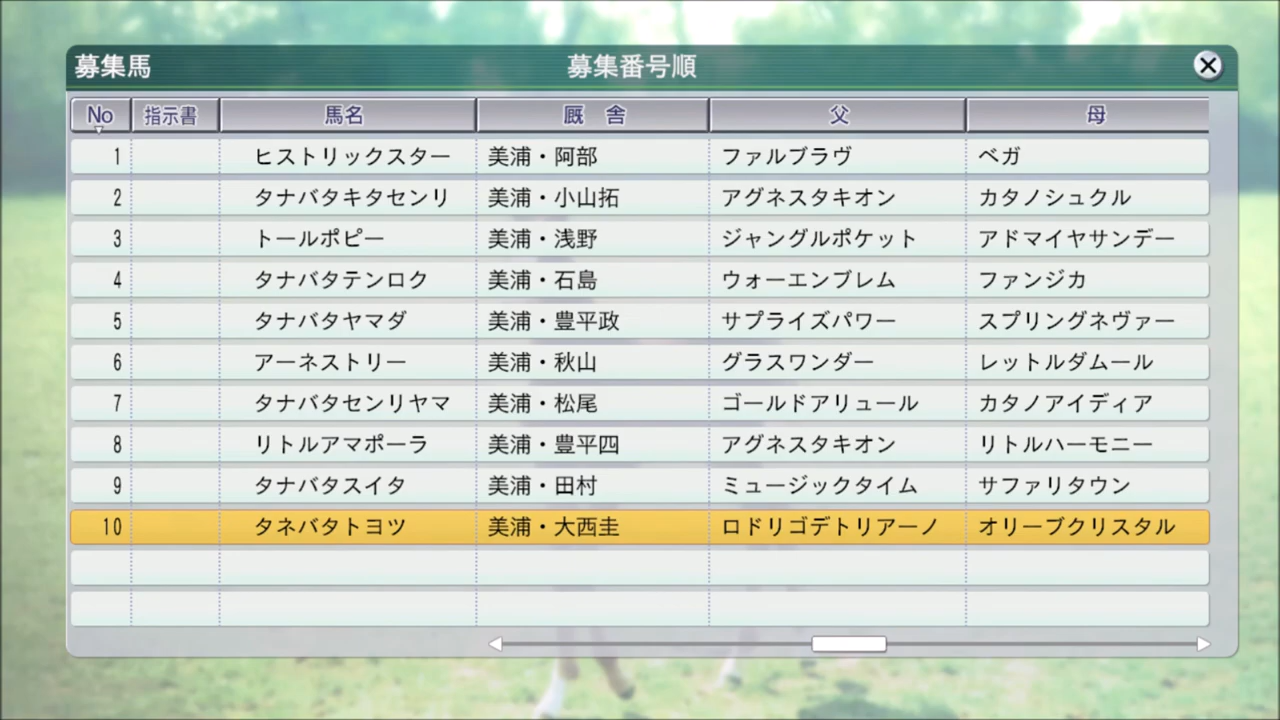 募集馬 募集番号順
No 指示書 馬名 厩 舎 父 母
1 ヒストリックスター 美浦・阿部 ファルブラヴ ベガ
2 タナバタキタセンリ 美浦・小山拓 アグネスタキオン カタノシュクル
3 トールポピー 美浦・浅野 ジャングルポケット アドマイヤサンデー
4 タナバタテンロク 美浦・石島 ウォーエンブレム ファンジカ
5 タナバタヤマダ 美浦・豊平政 サプライズパワー スプリングネヴァー
6 アーネストリー 美浦・秋山 グラスワンダー レットルダムール
7 タナバタセンリヤマ 美浦・松尾 ゴールドアリュール カタノアイディア
8 リトルアマポーラ 美浦・豊平四 アグネスタキオン リトルハーモニー
9 タナバタスイタ 美浦・田村 ミュージックタイム サファリタウン
10 タネバタトヨツ 美浦・大西圭 ロドリゴデトリアーノ オリーブクリスタル